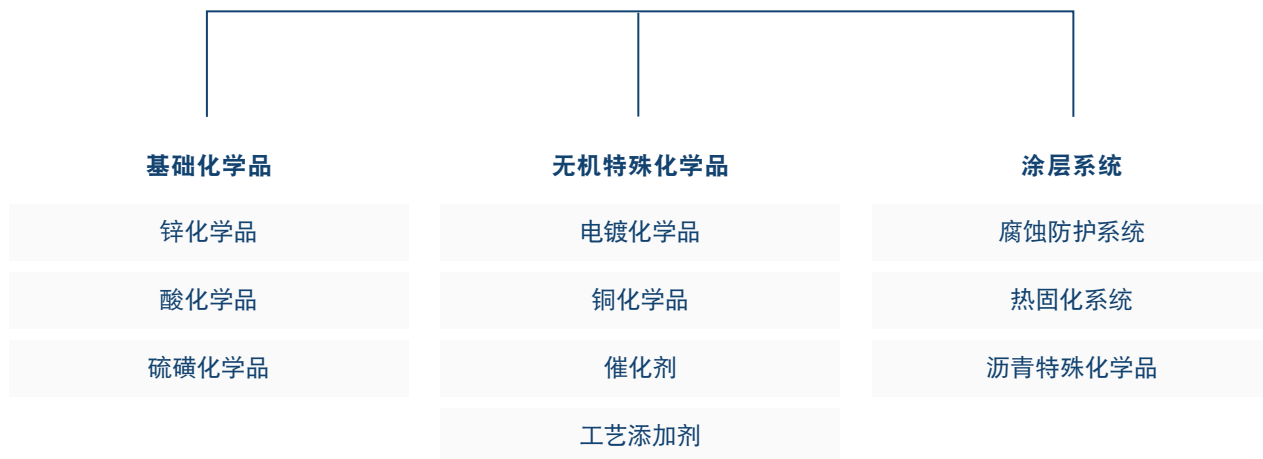 基础化学品
无机特殊化学品
涂层系统
锌化学品
电镀化学品
腐蚀防护系统
酸化学品
铜化学品
热固化系统
硫磺化学品
催化剂
沥青特殊化学品
工艺添加剂